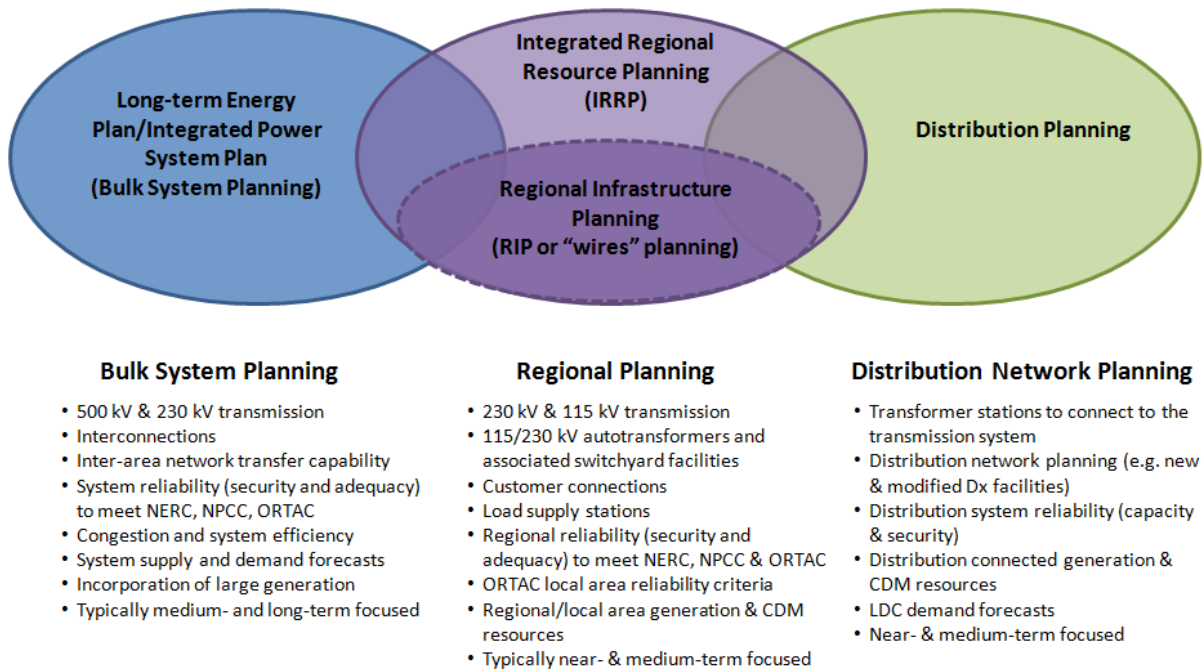 Long-term Energy
Plan/Integrated Power
System Plan
(Bulk System Planning)
Integrated Regional
Resource Planning
(IRRP)
Regional Infrastructure
Planning
(RIP or “wires” planning)
Distribution Planning
Bulk System Planning
• 500 kV & 230 kV transmission
• Interconnections
• Inter-area network transfer capability
• System reliability (security and adequacy)
to meet NERC, NPCC, ORTAC
• Congestion and system efficiency
• System supply and demand forecasts
• Incorporation of large generation
• Typically medium- and long-term focused
Regional Planning
• 230 kV & 115 kV transmission
• 115/230 kV autotransformers and
associated switchyard facilities
• Customer connections
• Load supply stations
• Regional reliability (security and
adequacy) to meet NERC, NPCC & ORTAC
• ORTAC local area reliability criteria
• Regional/local area generation & CDM
resources
• Typically near- & medium-term focused
Distribution Network Planning
• Transformer stations to connect to the
transmission system
• Distribution network planning (e.g. new
& modified Dx facilities)
• Distribution system reliability (capacity
& security)
• Distribution connected generation &
CDM resources
• LDC demand forecasts
• Near- & medium-term focused